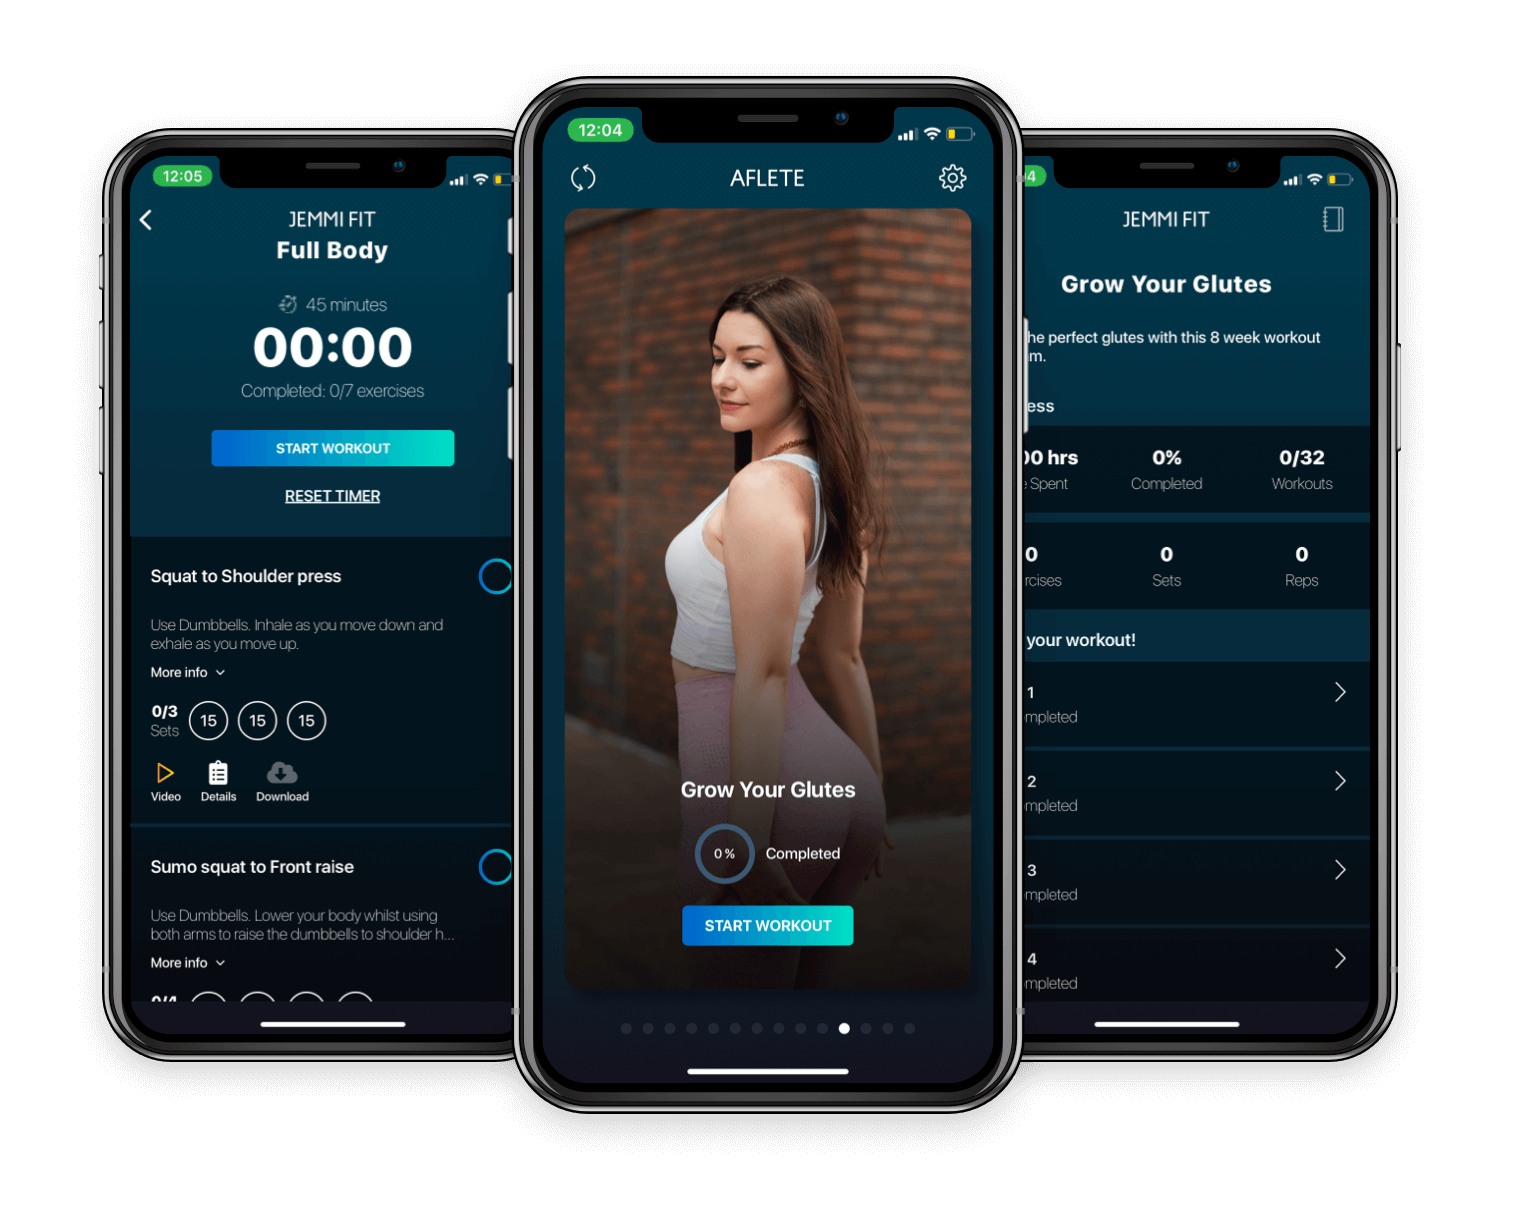 12:05
JEMMI FIT
Full Body
45 minutes
00:00
Completed: 0/7 exercises
START WORKOUT
RESET TIMER
Squat to Shoulder press
Use Dumbbells. Inhale as you move down and
exhale as you move up.
More info
0/3
Sets
15 15 15
Video Details Download
Sumo squat to Front raise
Use Dumbbells. Lower your body whilst using
both arms to raise the dumbbells to shoulder h...
More info
0/4
12:04
AFLETE
Grow Your Glutes
0%
Completed
START WORKOUT
4
JEMMI FIT
Grow Your Glutes
he perfect glutes with this 8 week workout
m.
ess
00 hrs 0% 0/32
Spent Completed Workouts
0 0 0
rcises Sets Reps
your workout!
1
mpleted
2
mpleted
3
mpleted
4
mpleted